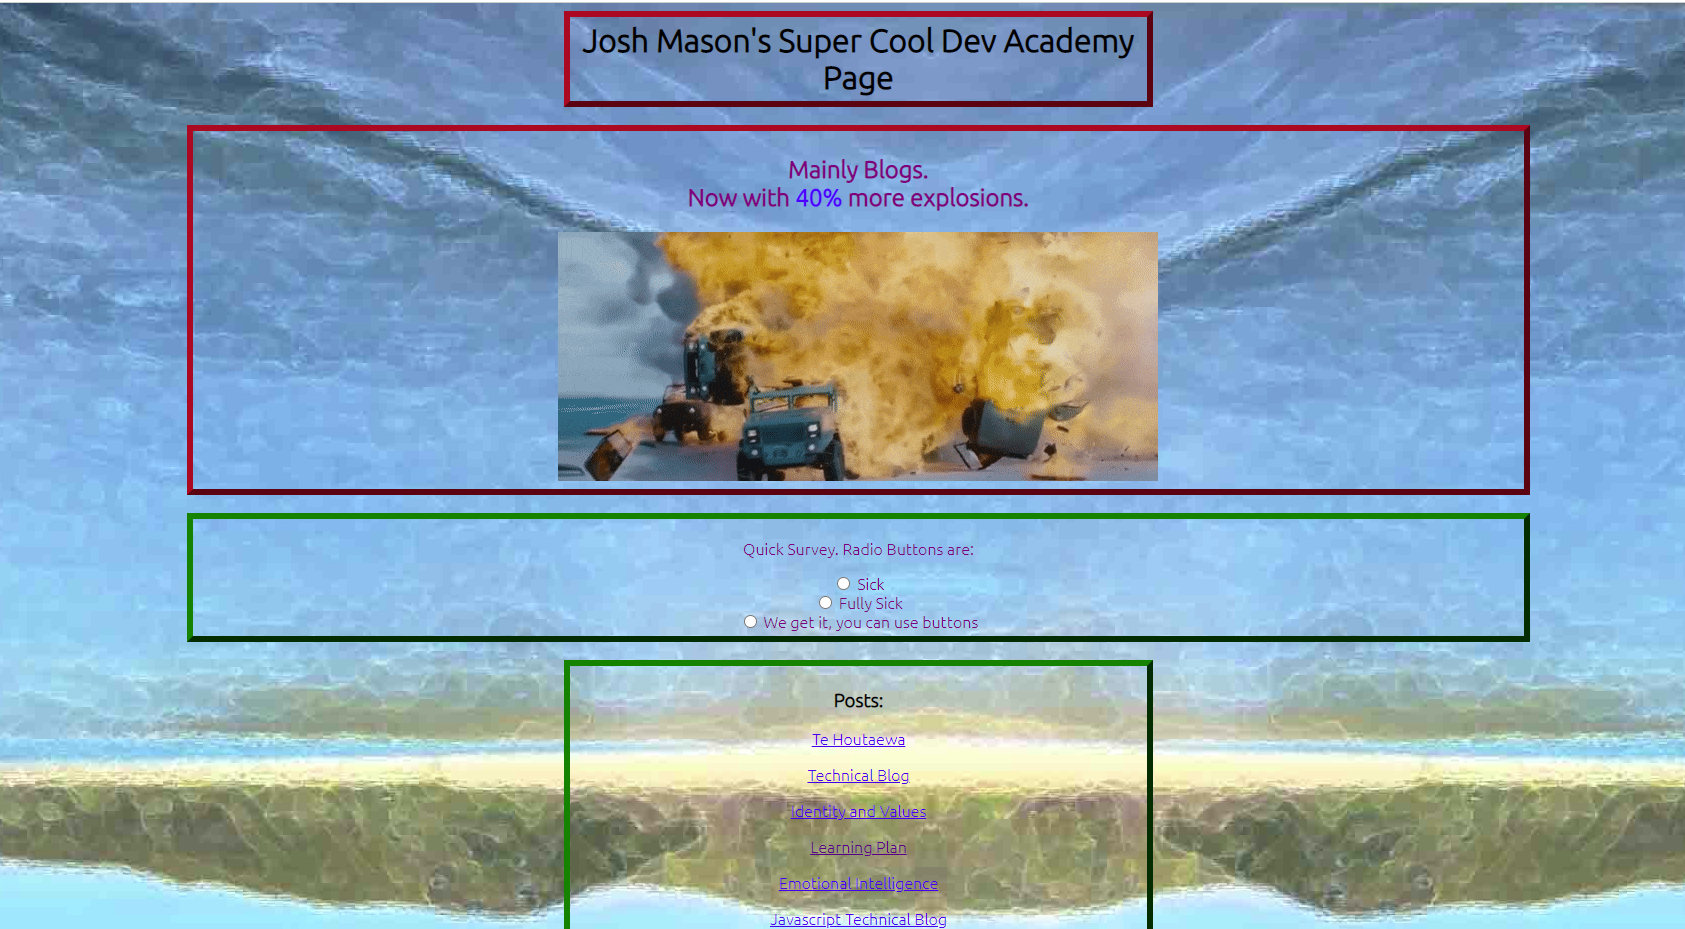 Josh Mason's Super Cool Dev Academy
Page
Mainly Blogs.
Now with 40% more explosions.
Quick Survey. Radio Buttons are:
Sick
Fully Sick
We get it, you can use buttons
Posts:
Te Houtaewa
Technical Blog
Identity and Values
Learning Plan
Emotional Intelligence
Javascript Technical Blog